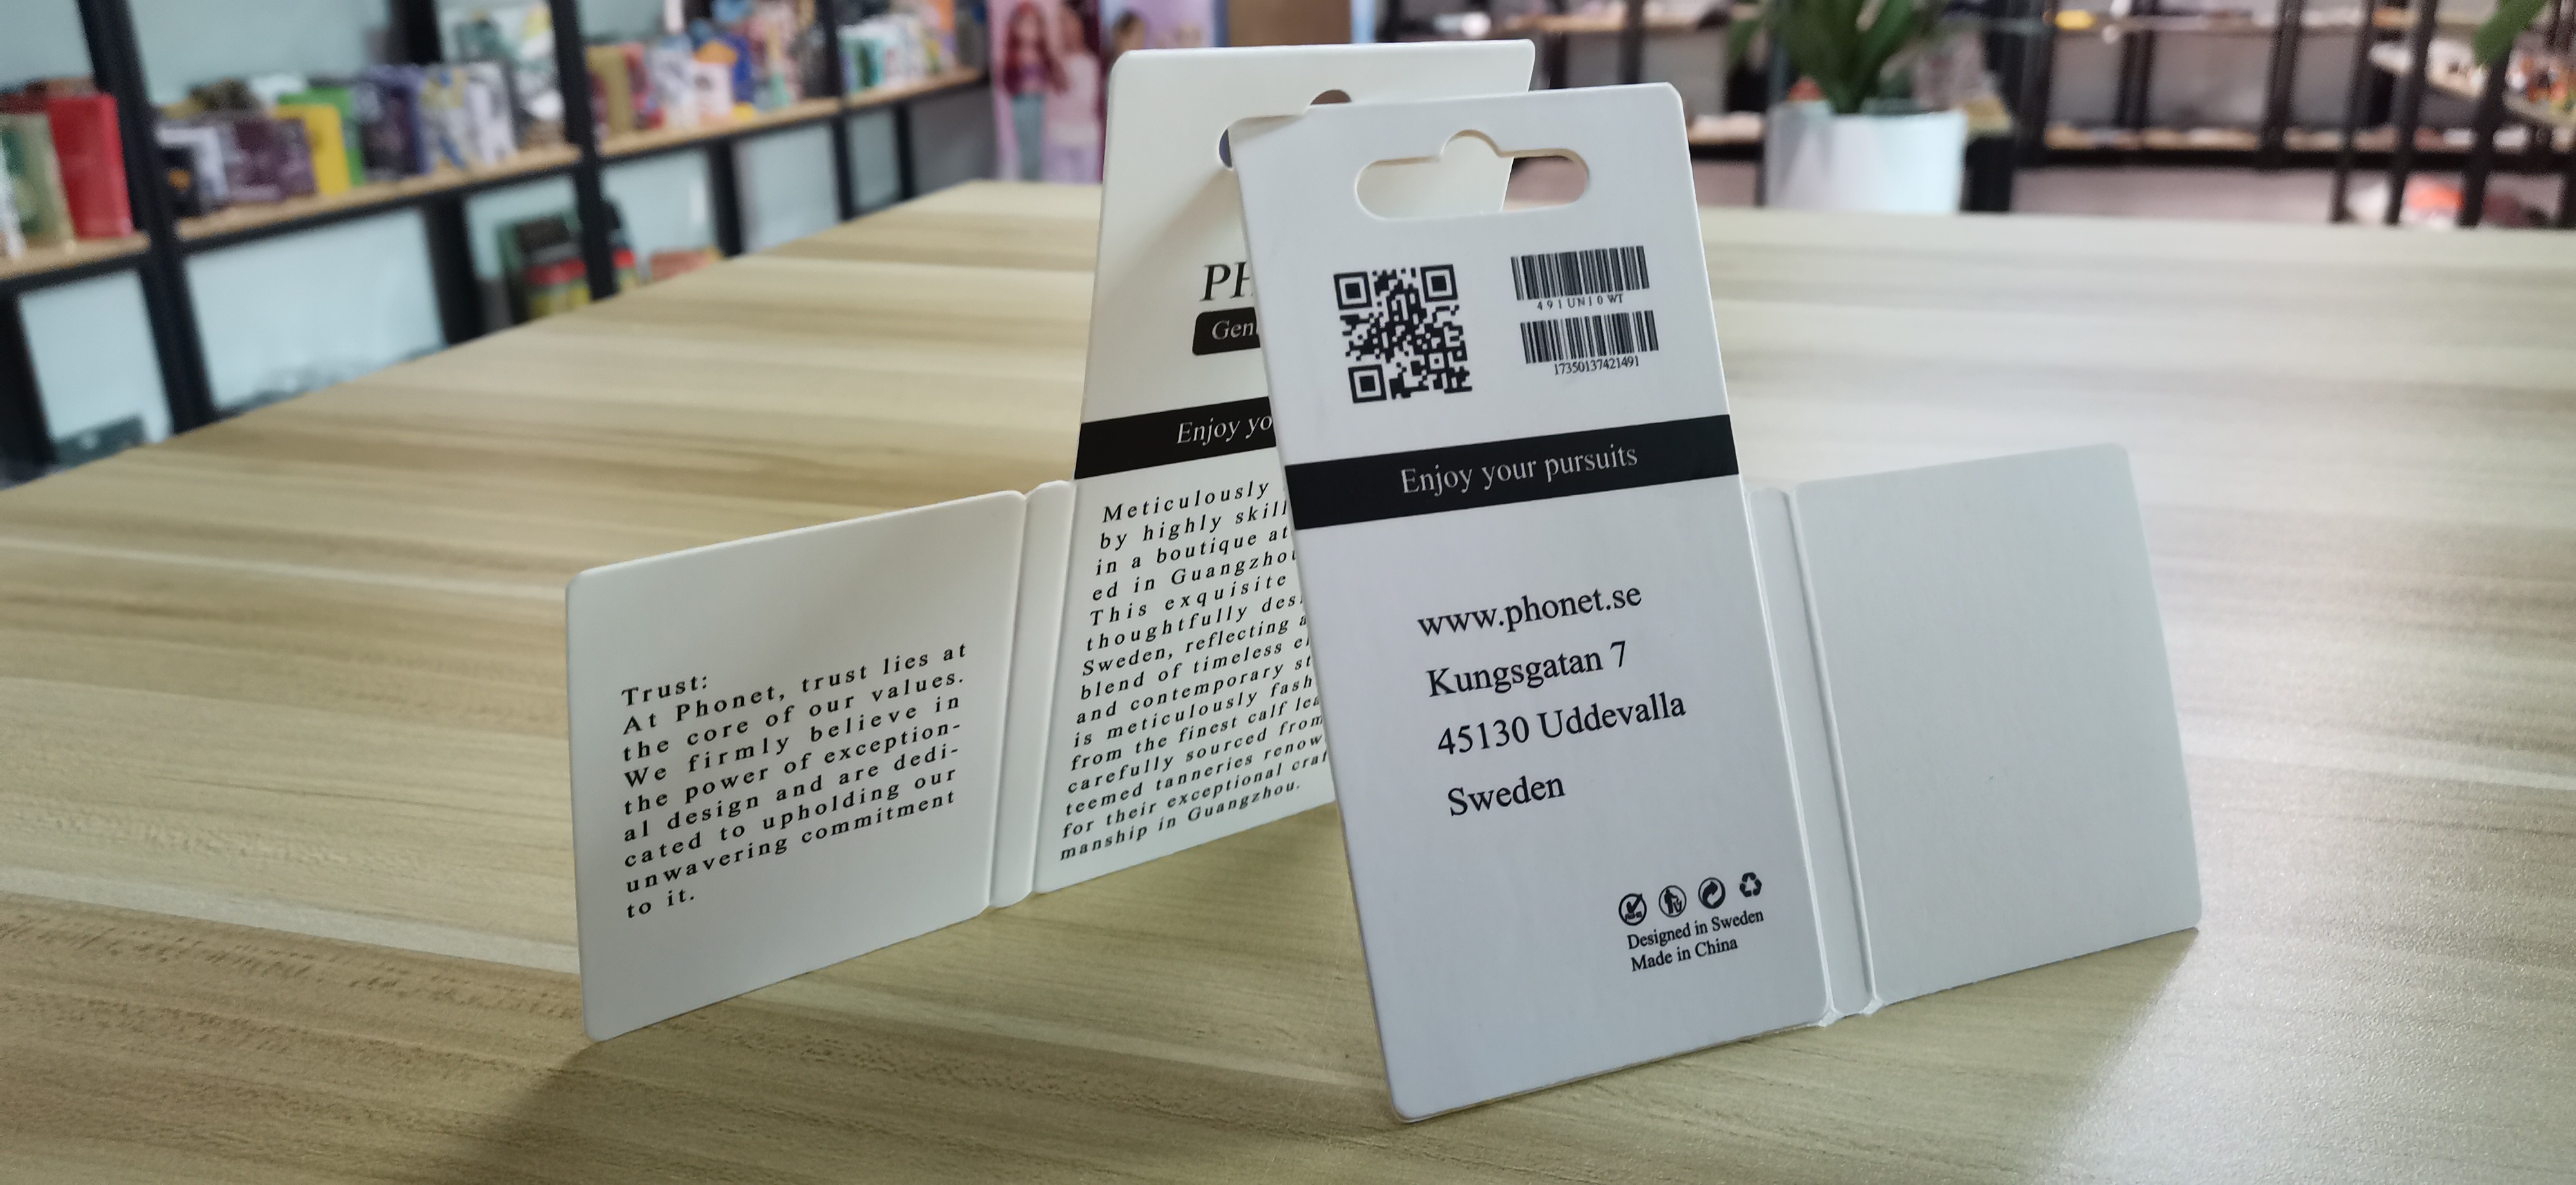 Trust:
At Phonet, trust lies at
the core of our values.
We firmly believe in
the power of exception-
al design and are dedi-
cated to upholding our
unwavering commitment
to it.
PH
Gen
Enjoy yo
Meticulously
by highly skill
in a boutique at
ed in Guangzhou
This exquisite
thoughtfully des
Sweden, reflecting a
blend of timeless el
and contemporary st
is meticulously fash
from the finest calf lea
carefully sourced from
teemed tanneries renow
for their exceptional craf
manship in Guangzhou.
491UN10WT
17350137421491
Enjoy your pursuits
www.phonet.se
Kungsgatan 7
45130 Uddevalla
Sweden
Designed in Sweden
Made in China